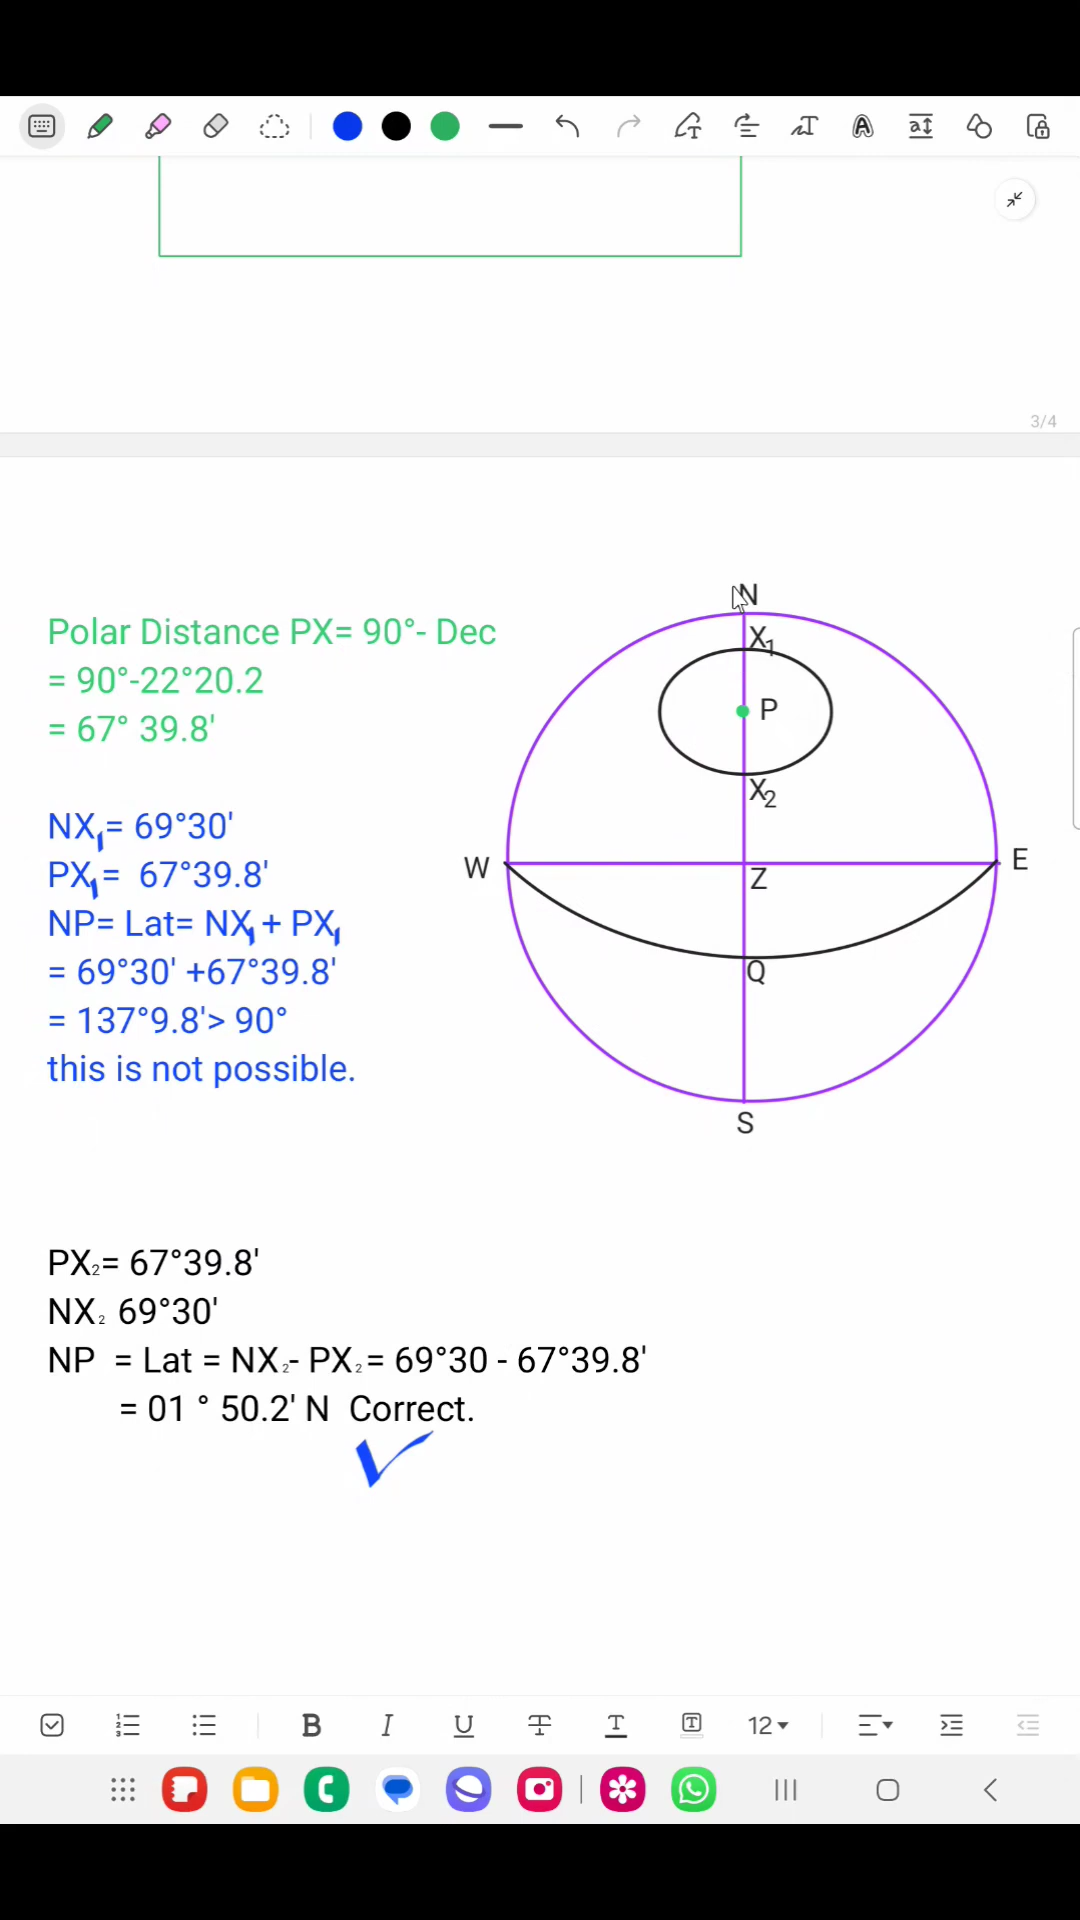 3/4
Polar Distance PX= 90°- Dec
= 90°-22°20.2
= 67° 39.8'
NX1= 69°30'
PX1= 67°39.8'
NP= Lat= NX1+ PX1
= 69°30' +67°39.8'
= 137°9.8'> 90°
this is not possible.
N
X1
P
X2
W
E
Z
Q
S
PX2= 67°39.8'
NX2 69°30'
NP = Lat = NX2- PX2= 69°30 - 67°39.8'
= 01 ° 50.2' N Correct.
B I U T T T 12